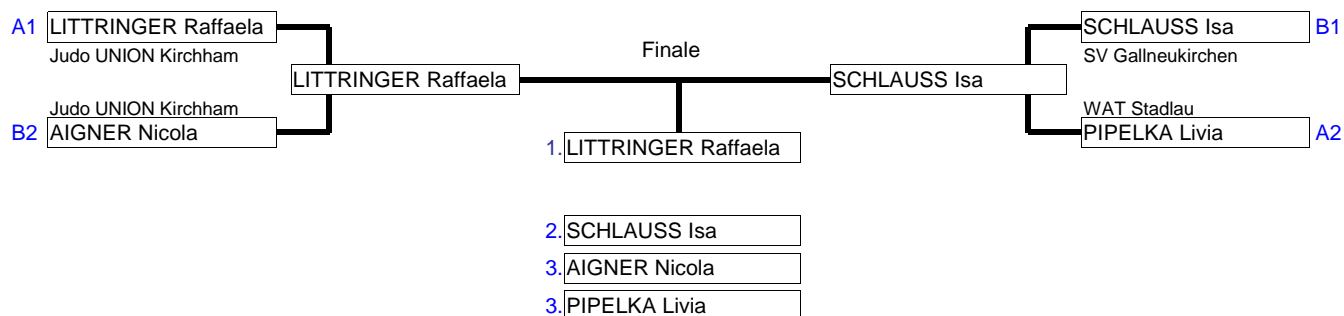 A1 LITTRINGER Raffaela
Judo UNION Kirchham
SCHLAUSS Isa B1
SV Gallneukirchen
Finale
LITTRINGER Raffaela
SCHLAUSS Isa
Judo UNION Kirchham
B2 AIGNER Nicola
WAT Stadlau
PIPELKA Livia A2
1. LITTRINGER Raffaela
2. SCHLAUSS Isa
3. AIGNER Nicola
3. PIPELKA Livia